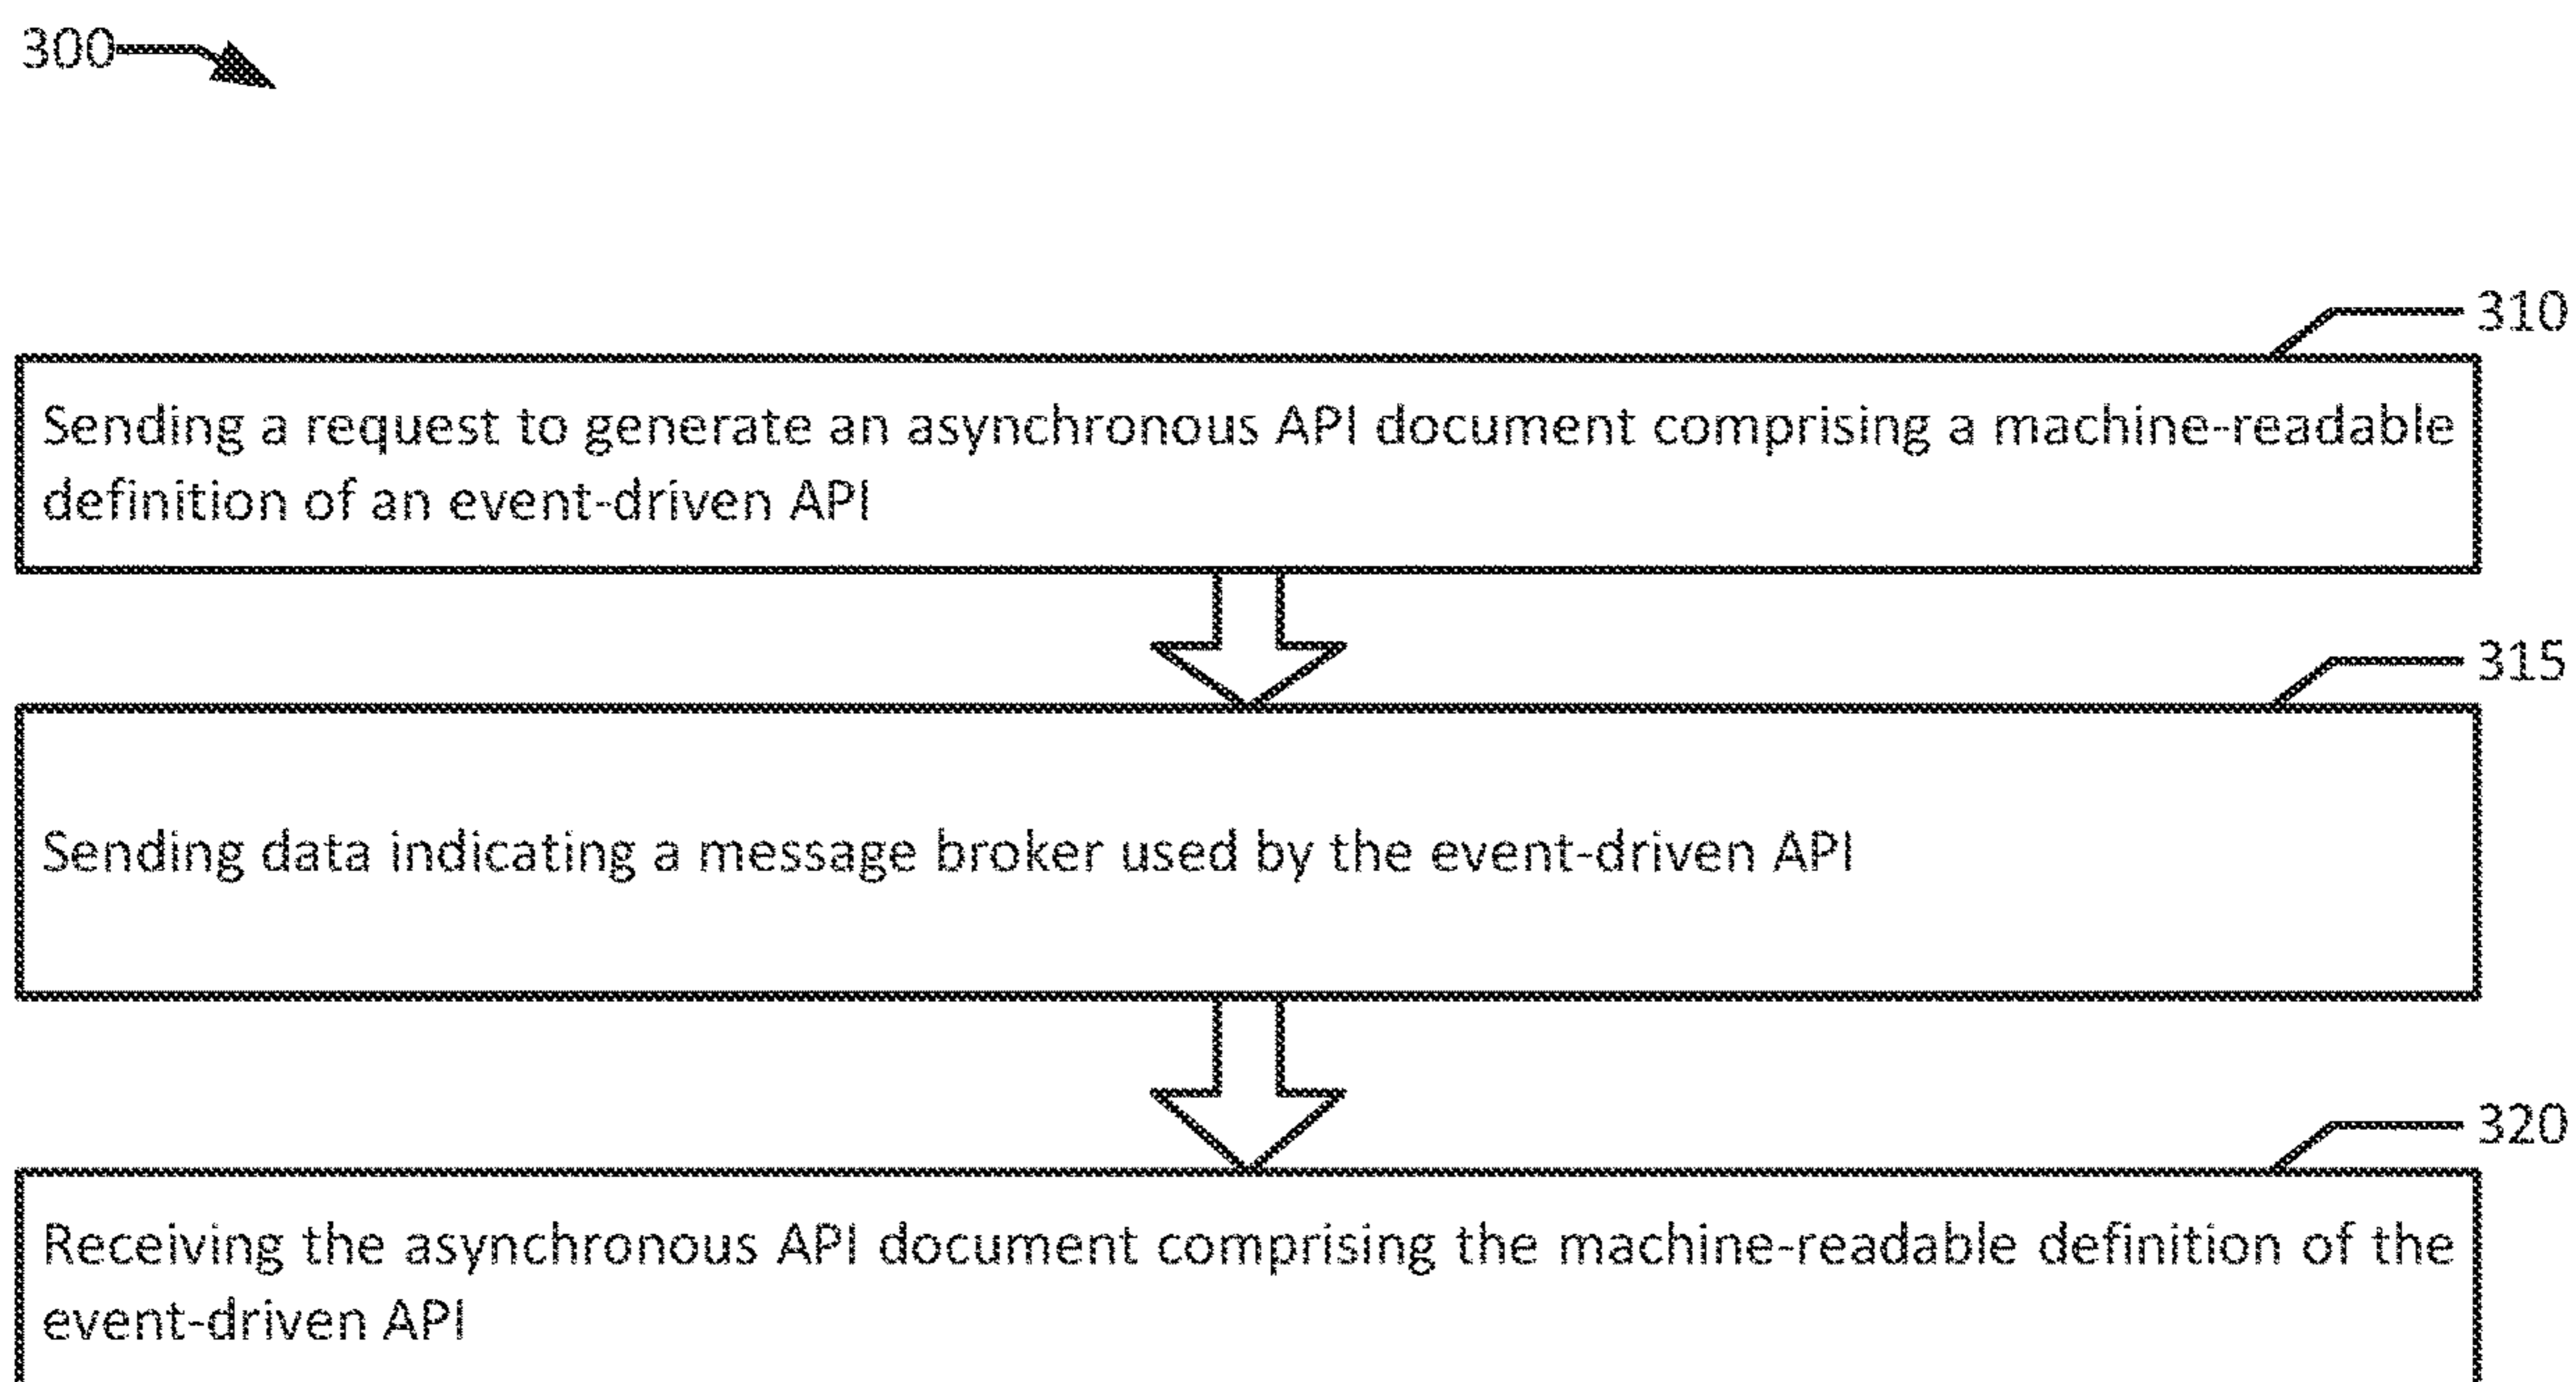 300
310
Sending a request to generate an asynchronous API document comprising a machine-readable
definition of an event-driven API
315
Sending data indicating a message broker used by the event-driven API
320
Receiving the asynchronous API document comprising the machine-readable definition of the
event-driven API